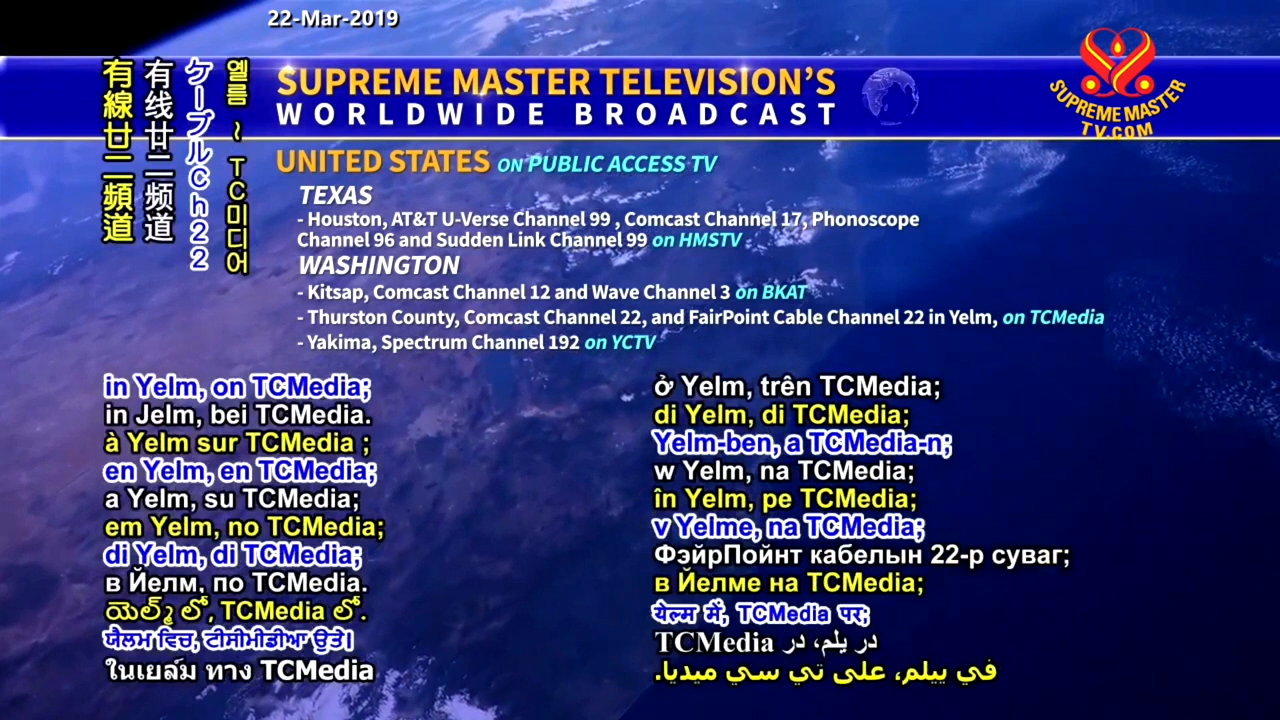 22-Mar-2019
有線廿二頻道
有线廿二频道
ケーブルCh22
옐름 ~ TC미디어
SUPREME MASTER TELEVISION'S
WORLDWIDE BROADCAST
SUPREME MASTER
TV.COM
UNITED STATES ON PUBLIC ACCESS TV
TEXAS
- Houston, AT&T U-Verse Channel 99 , Comcast Channel 17, Phonoscope
Channel 96 and Sudden Link Channel 99 on HMSTV
WASHINGTON
- Kitsap, Comcast Channel 12 and Wave Channel 3 on BKAT
- Thurston County, Comcast Channel 22, and FairPoint Cable Channel 22 in Yelm, on TCMedia
- Yakima, Spectrum Channel 192 on YCTV
in Yelm, on TCMedia;
in Jelm, bei TCMedia.
à Yelm sur TCMedia ;
en Yelm, en TCMedia;
a Yelm, su TCMedia;
em Yelm, no TCMedia;
di Yelm, di TCMedia;
в Йелм, по TCMedia.
యెల్మ్ లో, TCMedia లో.
ਯੈਲਮ ਵਿਚ, ਟੀਸੀਮੀਡੀਆ ਉਤੇ।
ในเยล์ม ทาง TCMedia
ở Yelm, trên TCMedia;
di Yelm, di TCMedia;
Yelm-ben, a TCMedia-n;
w Yelm, na TCMedia;
în Yelm, pe TCMedia;
v Yelme, na TCMedia;
ФэйрПойнт кабелын 22-р суваг;
в Йелме на TCMedia;
येल्म में, TCMedia पर;
در یلم، در TCMedia
في ييلم، على تي سي ميديا.